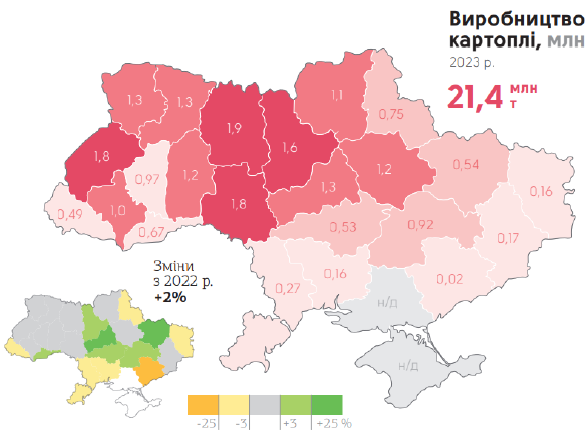 Виробництво
картоплі, млн
2023 р.
21,4 млн т
1,3
1,3
1,9
1,6
1,1
0,75
1,8
0,97
1,2
1,3
1,2
0,54
0,16
0,49
1,0
0,67
1,8
0,53
0,92
0,17
0,27
0,16
н/д
0,02
н/д
Зміни
з 2022 р.
+2%
-25 -3 +3 +25 %